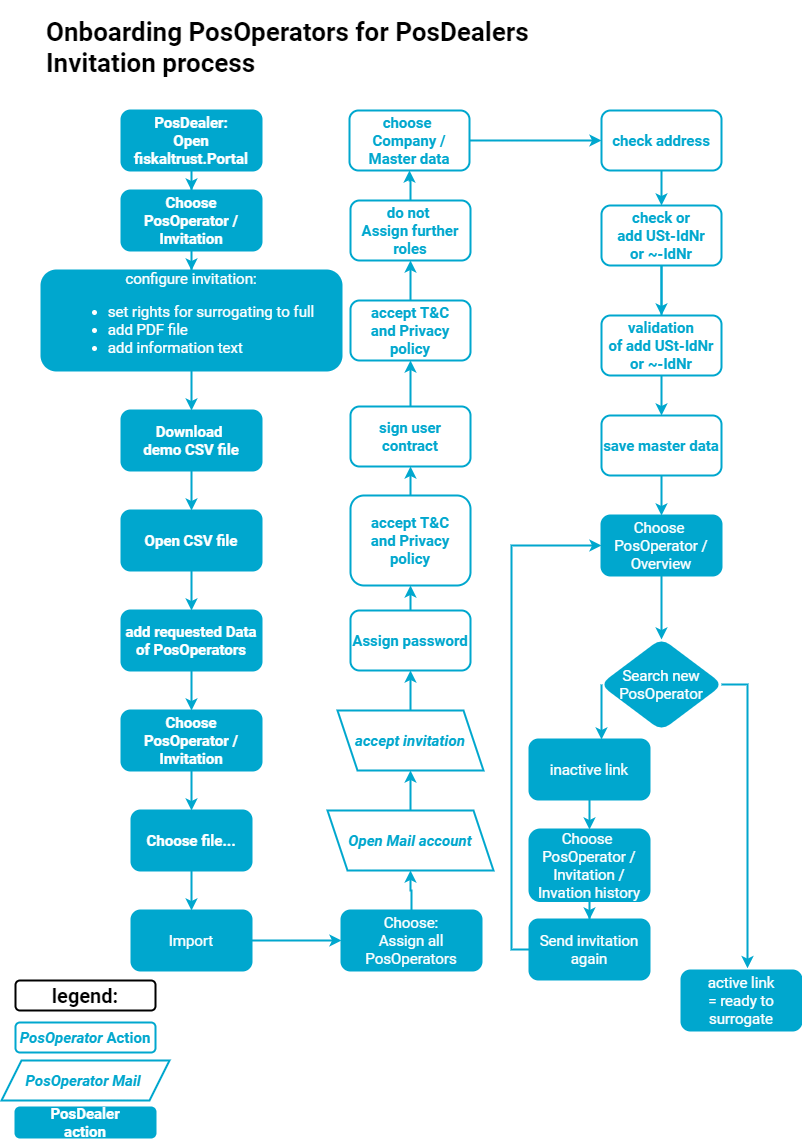 Onboarding PosOperators for PosDealers
Invitation process
PosDealer:
Open
fiskaltrust.Portal
Choose
PosOperator /
Invitation
configure invitation:
• set rights for surrogating to full
• add PDF file
• add information text
Download
demo CSV file
Open CSV file
add requested Data
of PosOperators
Choose
PosOperator /
Invitation
Choose file...
Import
Choose:
Assign all
PosOperators
Open Mail account
accept invitation
Assign password
accept T&C
and Privacy
policy
sign user
contract
accept T&C
and Privacy
policy
do not
Assign further
roles
choose
Company /
Master data
check address
check or
add USt-IdNr
or ~-IdNr
validation
of add USt-IdNr
or ~-IdNr
save master data
Choose
PosOperator /
Overview
Search new
PosOperator
inactive link
Choose
PosOperator /
Invitation /
Invation history
Send invitation
again
active link
= ready to
surrogate
legend:
PosOperator Action
PosOperator Mail
PosDealer
action